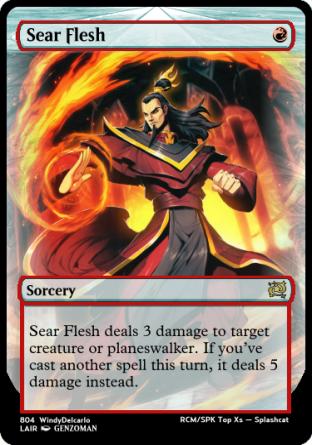 Sear Flesh
Sorcery
Sear Flesh deals 3 damage to target
creature or planeswalker. If you've
cast another spell this turn, it deals 5
damage instead.
804 WindyDelcarlo
RCM/SPK Top Xs — Splashcat
LAIR GENZOMAN